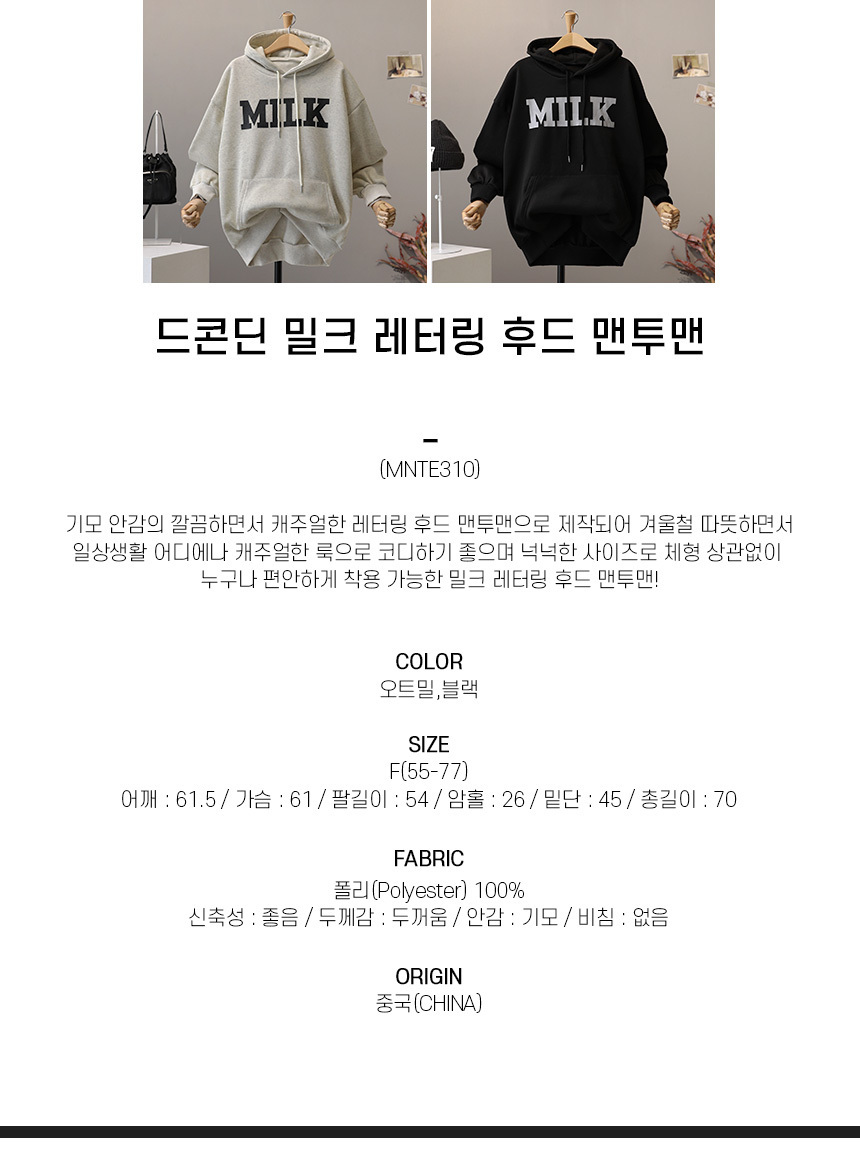 MILK
MILK
드콘딘 밀크 레터링 후드 맨투맨
(MNTE310)
기모 안감의 깔끔하면서 캐주얼한 레터링 후드 맨투맨으로 제작되어 겨울철 따뜻하면서
일상생활 어디에나 캐주얼한 룩으로 코디하기 좋으며 넉넉한 사이즈로 체형 상관없이
누구나 편안하게 착용 가능한 밀크 레터링 후드 맨투맨!
COLOR
오트밀,블랙
SIZE
F(55-77)
어깨 : 61.5 / 가슴 : 61 / 팔길이 : 54 / 암홀 : 26 / 밑단 : 45 / 총길이 : 70
FABRIC
폴리(Polyester) 100%
신축성 : 좋음 / 두께감 : 두꺼움 / 안감 : 기모 / 비침 : 없음
ORIGIN
중국(CHINA)